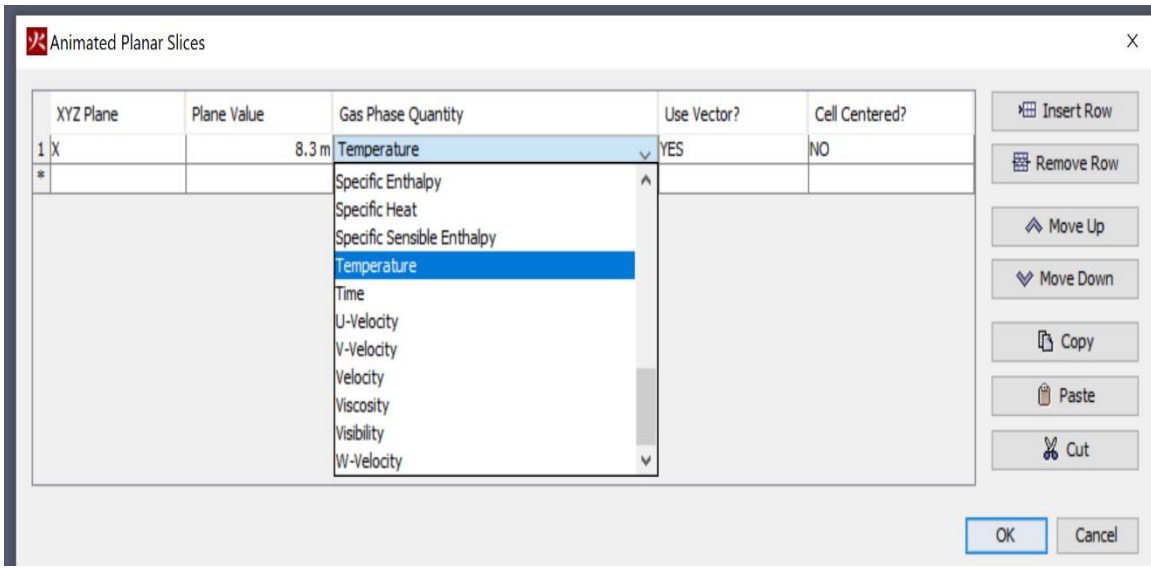 火 Animated Planar Slices X
XYZ Plane Plane Value Gas Phase Quantity Use Vector? Cell Centered?
1 X 8.3 m Temperature YES NO
*
Specific Enthalpy
Specific Heat
Specific Sensible Enthalpy
Temperature
Time
U-Velocity
V-Velocity
Velocity
Viscosity
Visibility
W-Velocity
Insert Row
Remove Row
Move Up
Move Down
Copy
Paste
Cut
OK Cancel